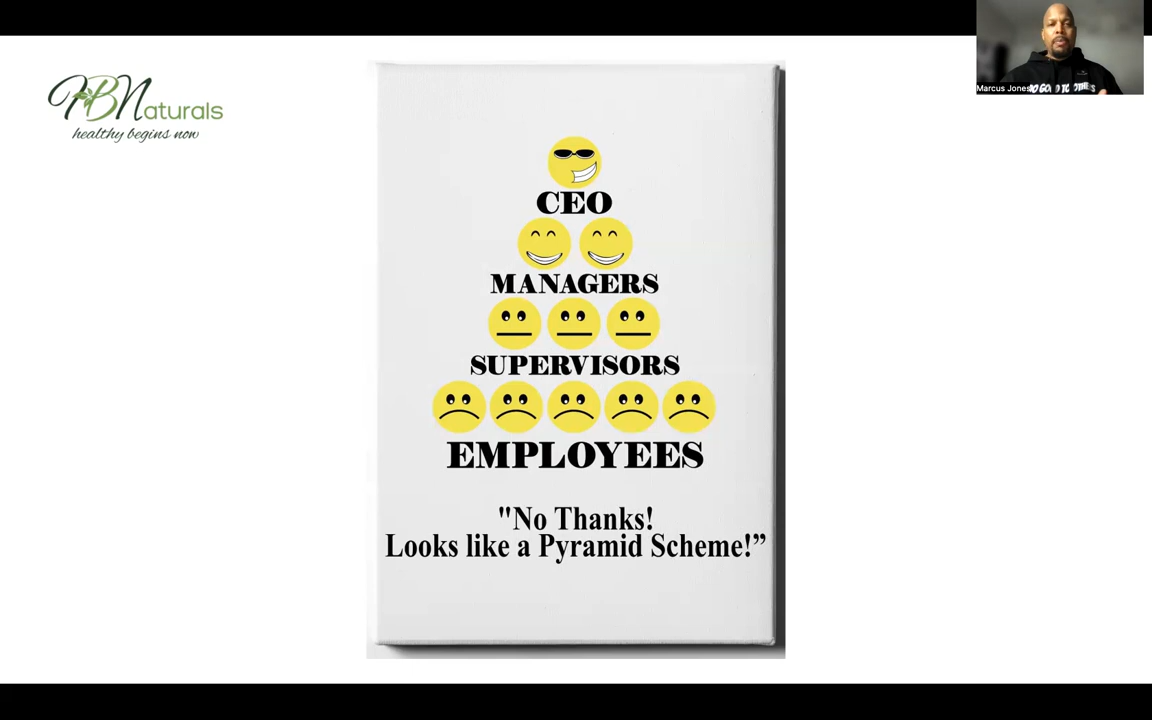 HBNaturals
healthy begins now
Marcus Jones
CEO
MANAGERS
SUPERVISORS
EMPLOYEES
"No Thanks!
Looks like a Pyramid Scheme!”